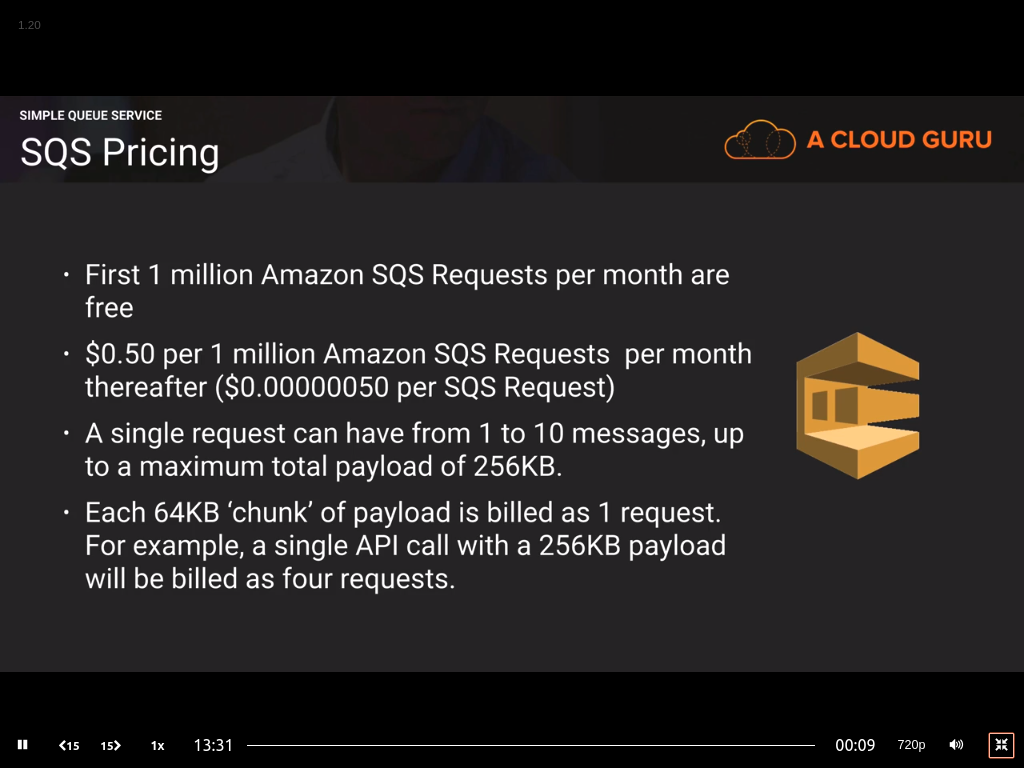 1.20
SIMPLE QUEUE SERVICE
SQS Pricing
A CLOUD GURU
· First 1 million Amazon SQS Requests per month are
free
· $0.50 per 1 million Amazon SQS Requests  per month
thereafter ($0.00000050 per SQS Request)
· A single request can have from 1 to 10 messages, up
to a maximum total payload of 256KB.
· Each 64KB ‘chunk’ of payload is billed as 1 request.
For example, a single API call with a 256KB payload
will be billed as four requests.
15 15 1x 13:31 00:09 720p